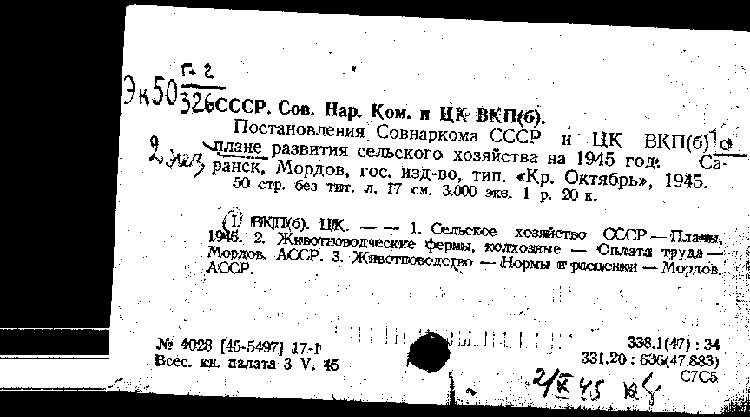 Г-2
Эк50
326 СССР. Сов. Нар. Ком. и ЦК ВКП(б).
Постановления Совнаркома СССР и ЦК ВКП(б) о
2 экз плане развития сельского хозяйства на 1945 год. Са-
ранск, Мордов. гос. изд-во, тип. «Кр. Октябрь», 1945.
50 стр. без тит. л. 17 см. 3.000 экз. 1 р. 20 к.
(1 ВКП(б). ЦК. — — 1. Сельское хозяйство СССР — Планы,
1945. 2. Животноводческие фермы, колхозные — Оплата труда —
Мордов. АССР. 3. Животноводство — Нормы и расценки — Мордов.
АССР.
№ 4028 [45-5497] 17-1
338.1(47) : 34
Всес. кн. палата 3 V. 45
331.20 : 636(47.833)
С7С5
2/X 45